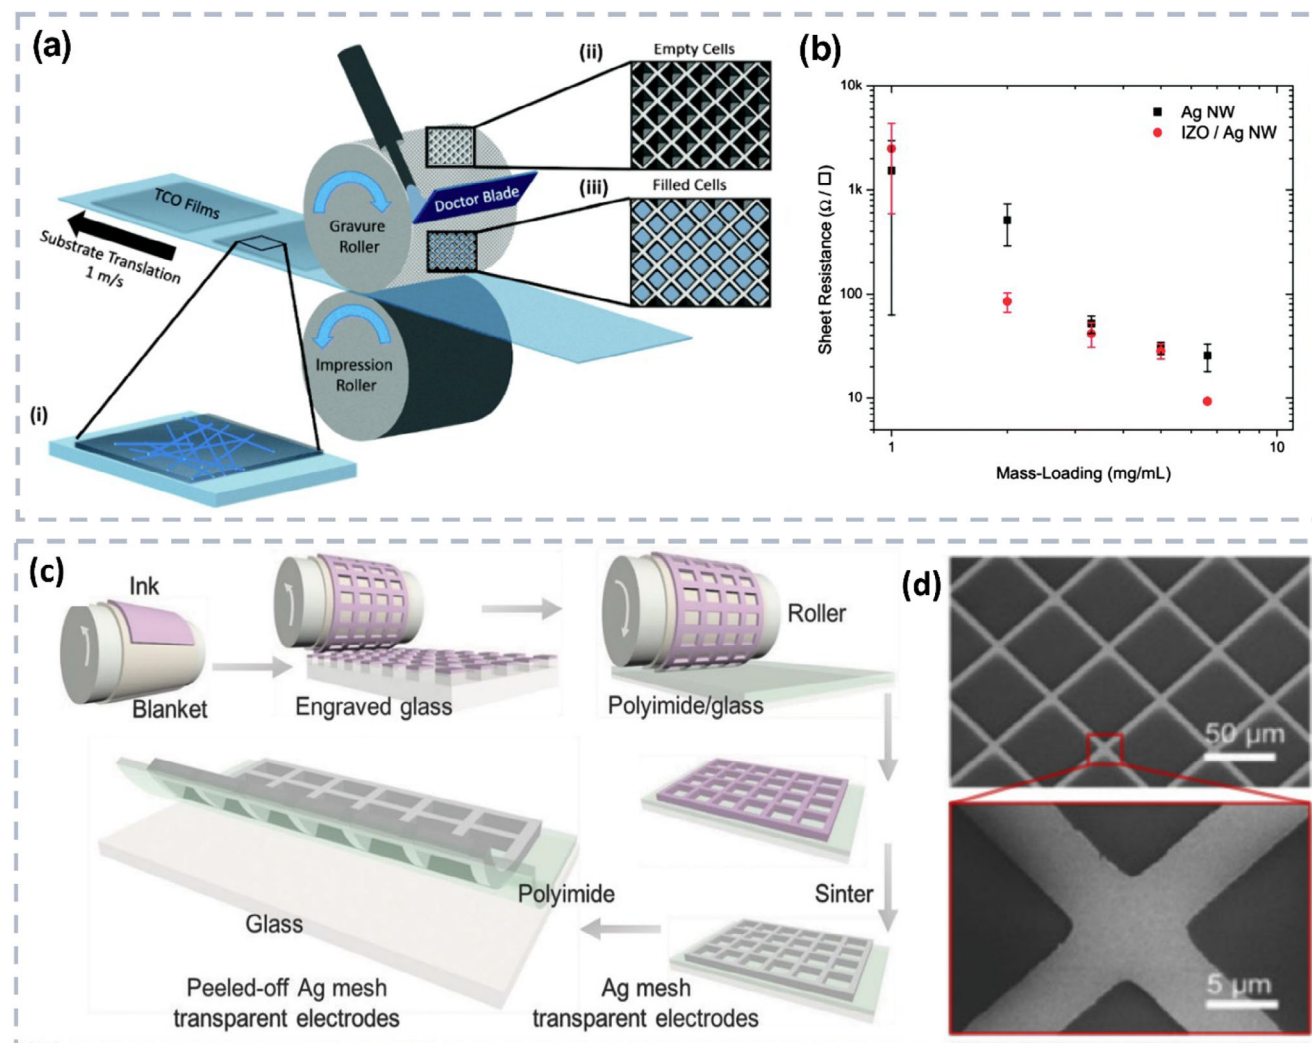 (a)
(ii)
Empty Cells
(iii)
Filled Cells
Doctor Blade
TCO Films
Gravure
Roller
Substrate Translation
1 m/s
Impression
Roller
(i)
(b)
10k
1k
100
10
1
10
Sheet Resistance (Ω / □)
Mass-Loading (mg/mL)
Ag NW
IZO / Ag NW
(c)
Ink
Blanket
Engraved glass
Roller
Polyimide/glass
Sinter
Polyimide
Glass
Peeled-off Ag mesh
transparent electrodes
Ag mesh
transparent electrodes
(d)
50 μm
5 μm